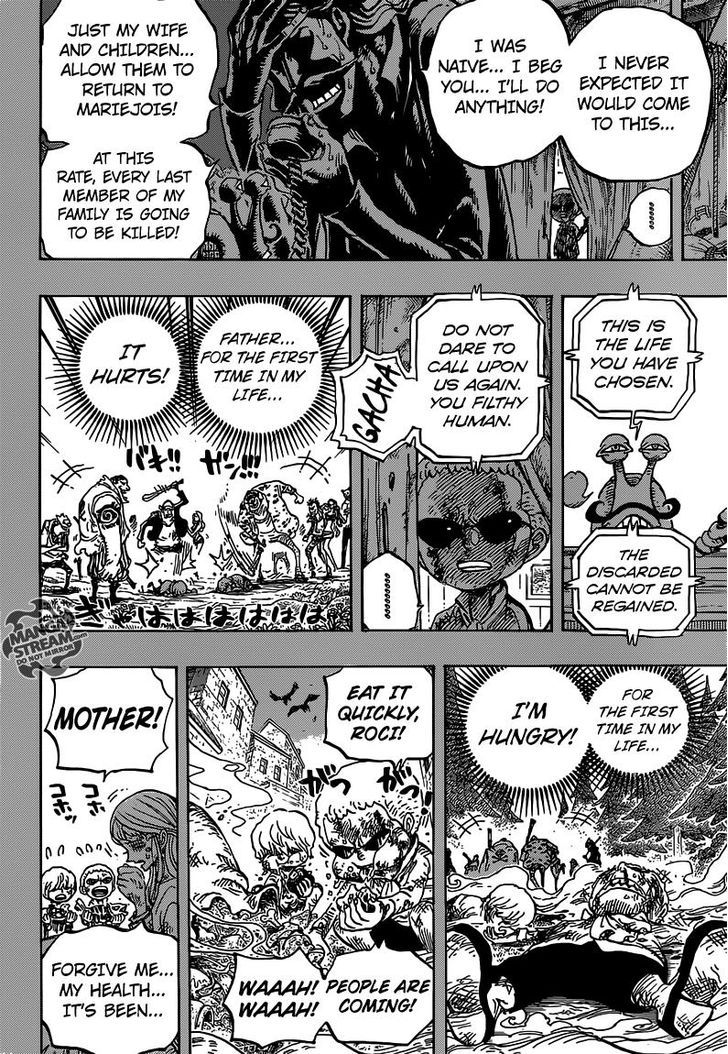 I NEVER
EXPECTED IT
WOULD COME
TO THIS...
I WAS
NAIVE... I BEG
YOU... I'LL DO
ANYTHING!
JUST MY WIFE
AND CHILDREN...
ALLOW THEM TO
RETURN TO
MARIEJOIS!
AT THIS
RATE, EVERY LAST
MEMBER OF MY
FAMILY IS GOING
TO BE KILLED!
THIS IS
THE LIFE
YOU HAVE
CHOSEN.
THE
DISCARDED
CANNOT BE
REGAINED.
DO NOT
DARE TO
CALL UPON
US AGAIN.
YOU FILTHY
HUMAN.
GACHA
FATHER...
FOR THE FIRST
TIME IN MY
LIFE...
IT
HURTS!
ガン!!!
バキ!!
ぎゃはははははは
MANGA
STREAM.com
DO NOT MIRROR!
FOR
THE FIRST
TIME IN MY
LIFE...
I'M
HUNGRY!
EAT IT
QUICKLY,
ROCI!
がつ
がつ
PEOPLE ARE
COMING!
WAAAH!
WAAAH!
MOTHER!
コホッ
コホッ
FORGIVE ME...
MY HEALTH...
IT'S BEEN...